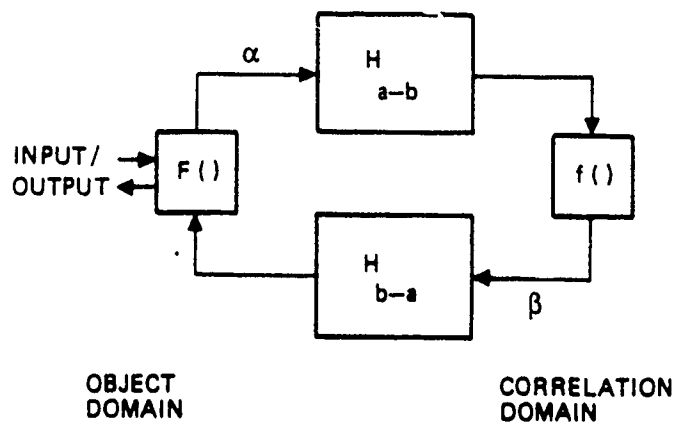 α
H
a–b
INPUT/
OUTPUT
F()
f()
H
b–a
β
OBJECT
DOMAIN
CORRELATION
DOMAIN